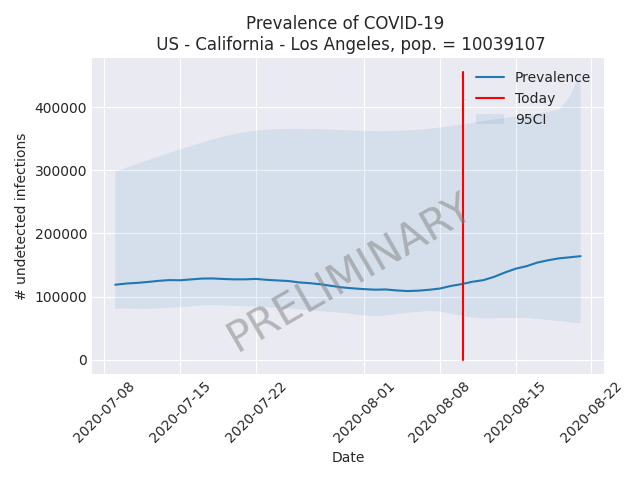 Prevalence of COVID-19
US - California - Los Angeles, pop. = 10039107
Prevalence
Today
95CI
400000
300000
200000
100000
0
# undetected infections
PRELIMINARY
2020-07-08
2020-07-15
2020-07-22
2020-08-01
2020-08-08
2020-08-15
2020-08-22
Date